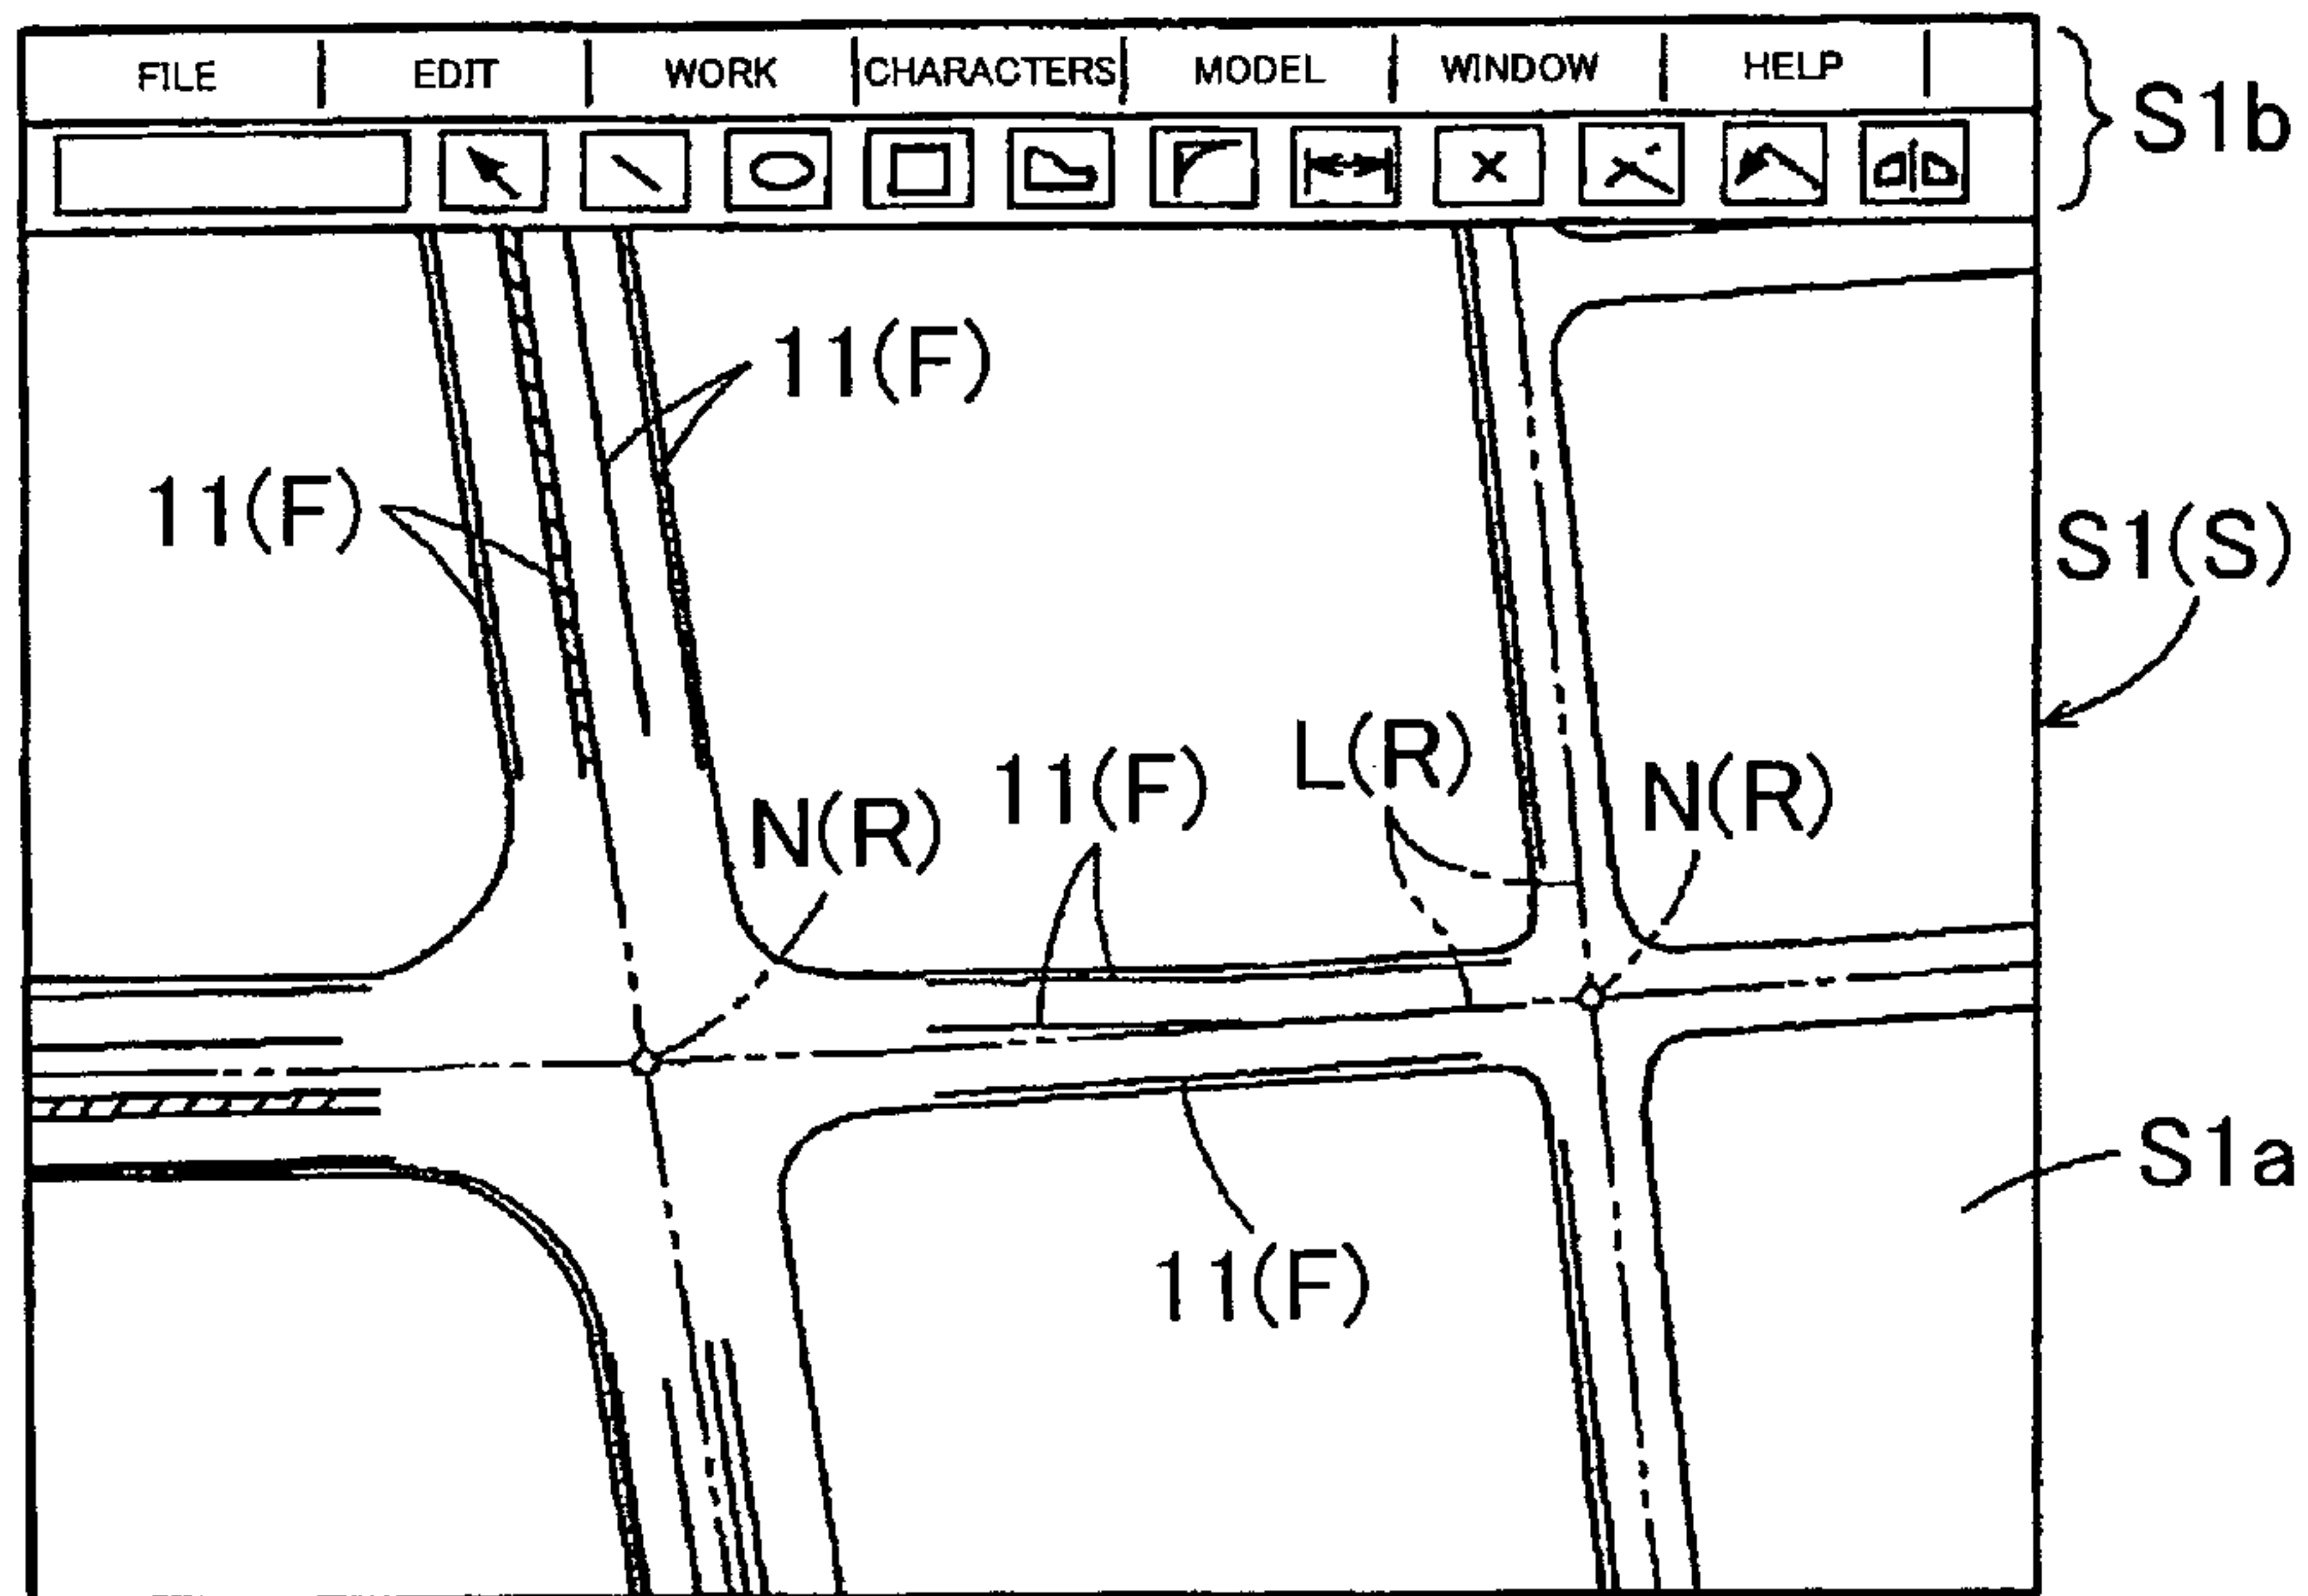 FILE EDIT WORK CHARACTERS MODEL WINDOW HELP
S1b
11(F)
11(F)
S1(S)
L(R)
11(F)
N(R)
N(R)
S1a
11(F)